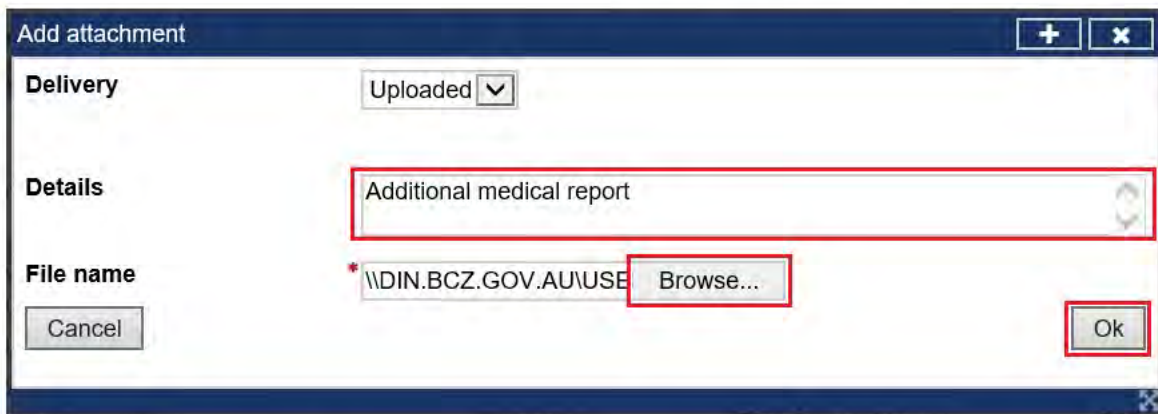 Add attachment
Delivery Uploaded
Details Additional medical report
File name * \\DIN.BCZ.GOV.AU\USE Browse...
Cancel Ok